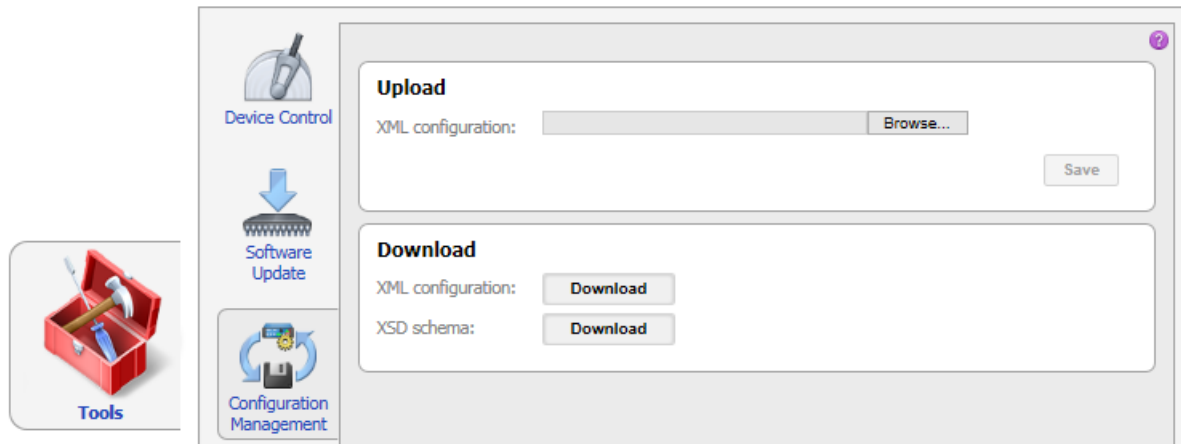 Device Control
Software
Update
Configuration
Management
Tools
?
Upload
XML configuration:
Browse...
Save
Download
XML configuration:
Download
XSD schema:
Download